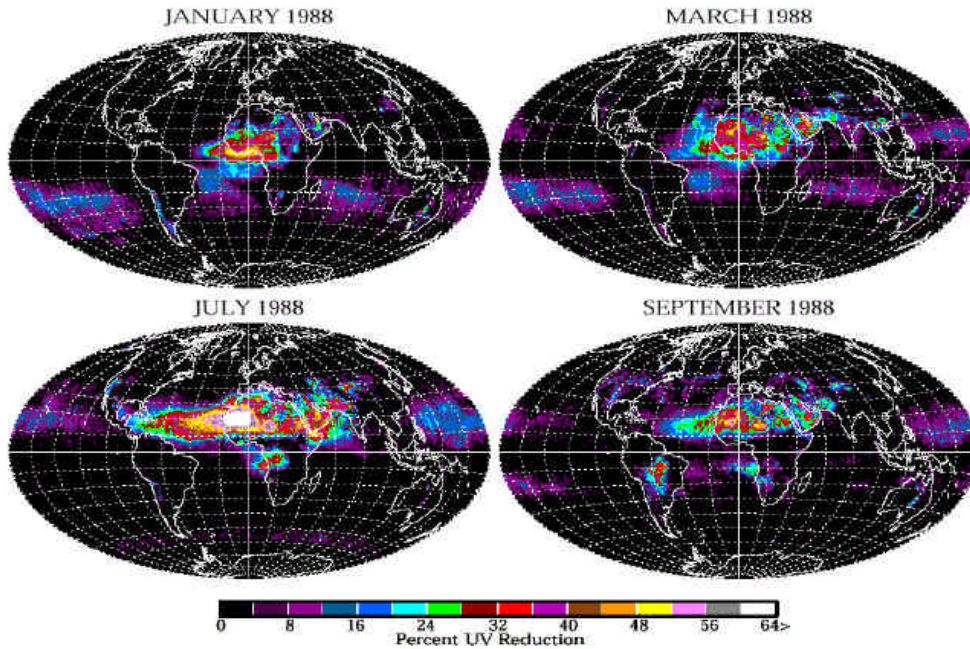 JANUARY 1988
MARCH 1988
JULY 1988
SEPTEMBER 1988
0 8 16 24 32 40 48 56 64>
Percent UV Reduction